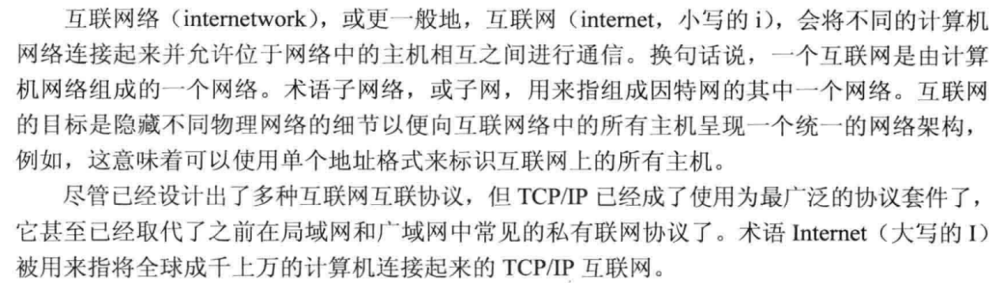 互联网络（internetwork），或更一般地，互联网（internet，小写的 i），会将不同的计算机
网络连接起来并允许位于网络中的主机相互之间进行通信。换句话说，一个互联网是由计算
机网络组成的一个网络。术语子网络，或子网，用来指组成因特网的其中一个网络。互联网
的目标是隐藏不同物理网络的细节以便向互联网络中的所有主机呈现一个统一的网络架构，
例如，这意味着可以使用单个地址格式来标识互联网上的所有主机。
尽管已经设计出了多种互联网互联协议，但 TCP/IP 已经成了使用为最广泛的协议套件了，
它甚至已经取代了之前在局域网和广域网中常见的私有联网协议了。术语 Internet（大写的 I）
被用来指将全球成千上万的计算机连接起来的 TCP/IP 互联网。